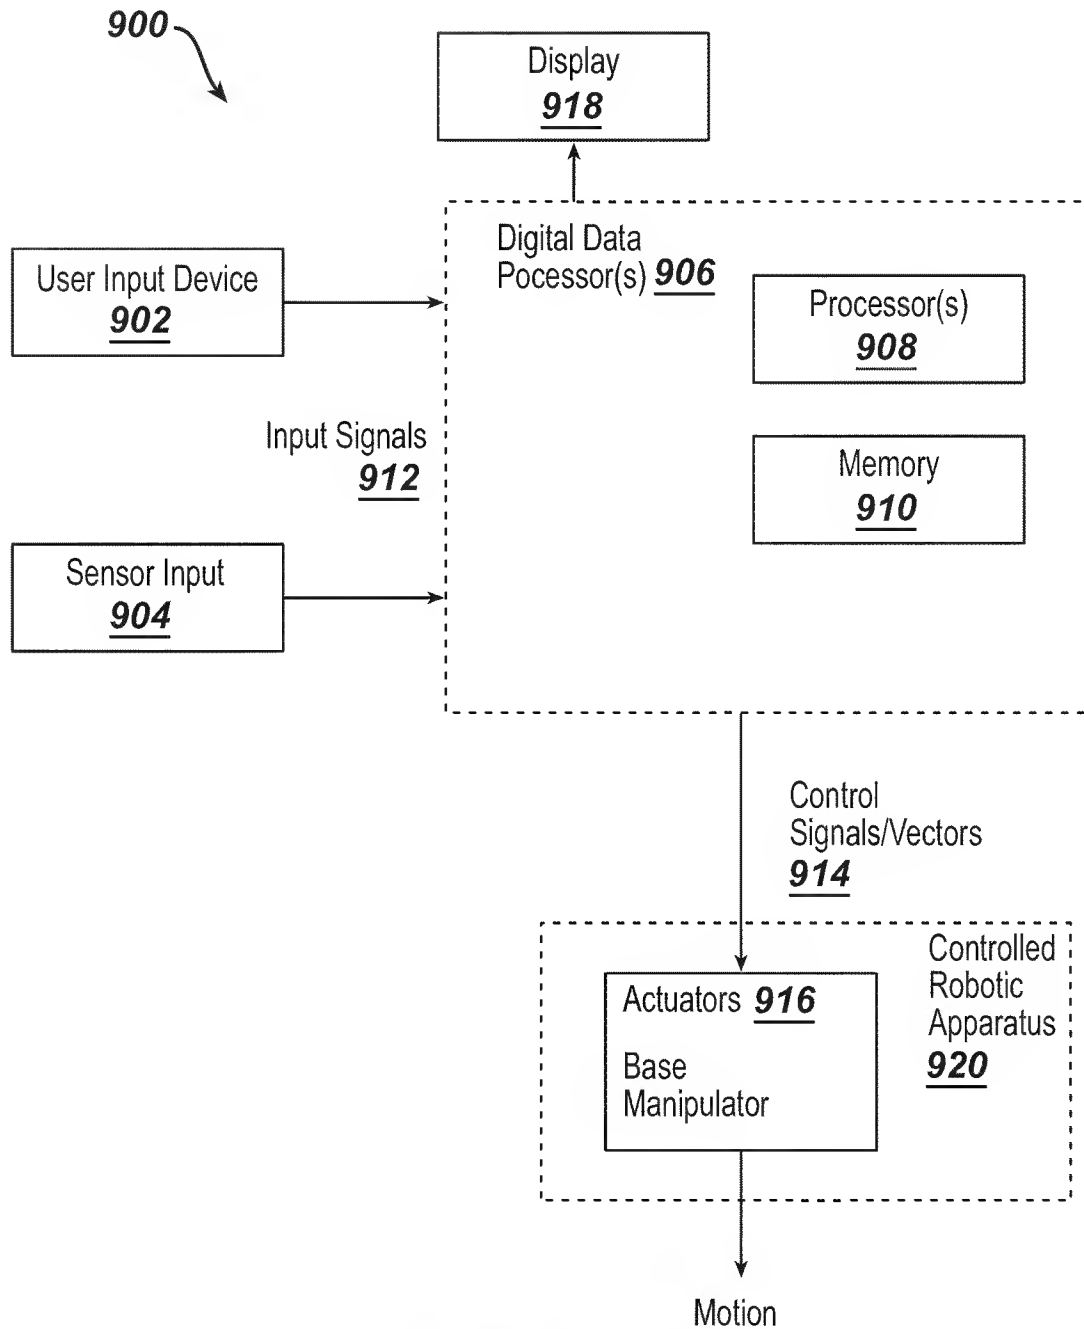 900
Display
918
Digital Data
Pocessor(s) 906
User Input Device
902
Processor(s)
908
Input Signals
912
Memory
910
Sensor Input
904
Control
Signals/Vectors
914
Controlled
Robotic
Apparatus
920
Actuators 916
Base
Manipulator
Motion